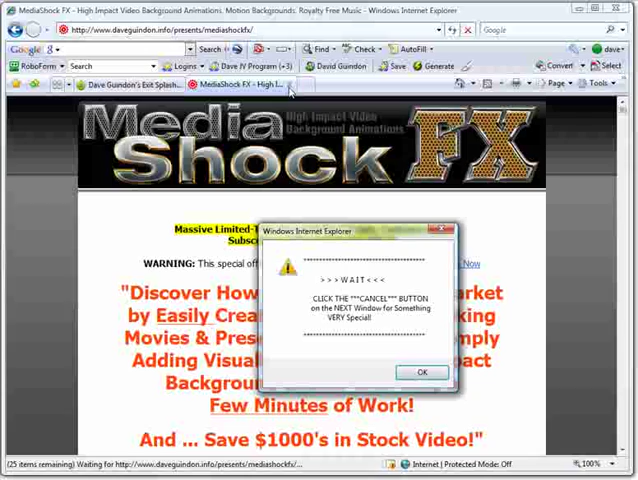 MediaShock FX - High Impact Video Background Animations. Motion Backgrounds. Royalty Free Music - Windows Internet Explorer
http://www.daveguindon.info/presents/mediashockfx/
Google
Search
Find
Check
AutoFill
dave
RoboForm
Search
Logins
Dave IV Program (+3)
David Guindon
Save
Generate
Convert
Select
Dave Guindon's Exit Splash...
MediaShock FX - High I...
Page
Tools
Media
High Impact Video
Background Animations
Shock FX
Massive Limited-T
Subsc
WARNING: This special of
Now
"Discover How
arket
by Easily Crea
king
Movies & Prese
mply
Adding Visual
pact
Backgroun
Few Minutes of Work!
And ... Save $1000's in Stock Video!"
Windows Internet Explorer
************************************************
> > > W A I T < < <
CLICK THE ***CANCEL*** BUTTON
on the NEXT Window for Something
VERY Special!
************************************************
OK
(25 items remaining) Waiting for http://www.daveguindon.info/presents/mediashockfx/...
Internet | Protected Mode: Off
100%